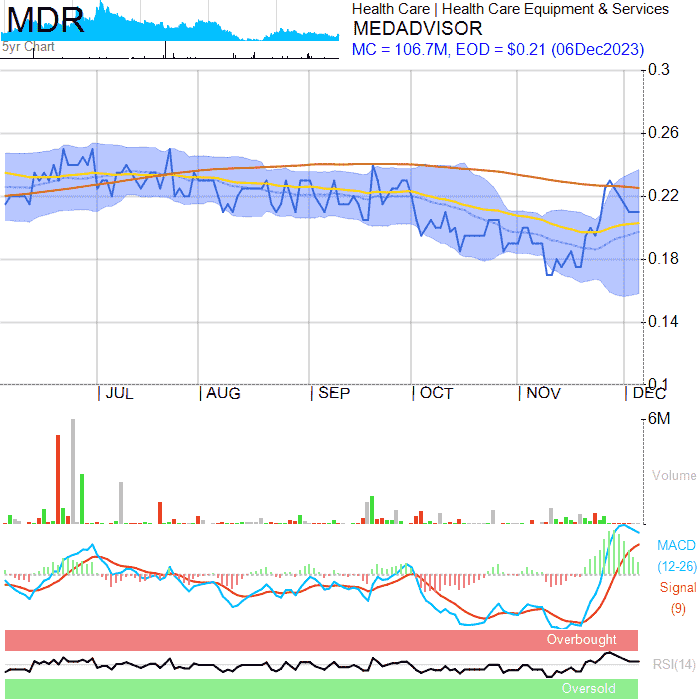 MDR
5yr Chart
Health Care | Health Care Equipment & Services
MEDADVISOR
MC = 106.7M, EOD = $0.21 (06Dec2023)
0.3
0.26
0.22
0.18
0.14
0.1
JUL AUG SEP OCT NOV DEC
6M
Volume
MACD
(12-26)
Signal
(9)
Overbought
RSI(14)
Oversold